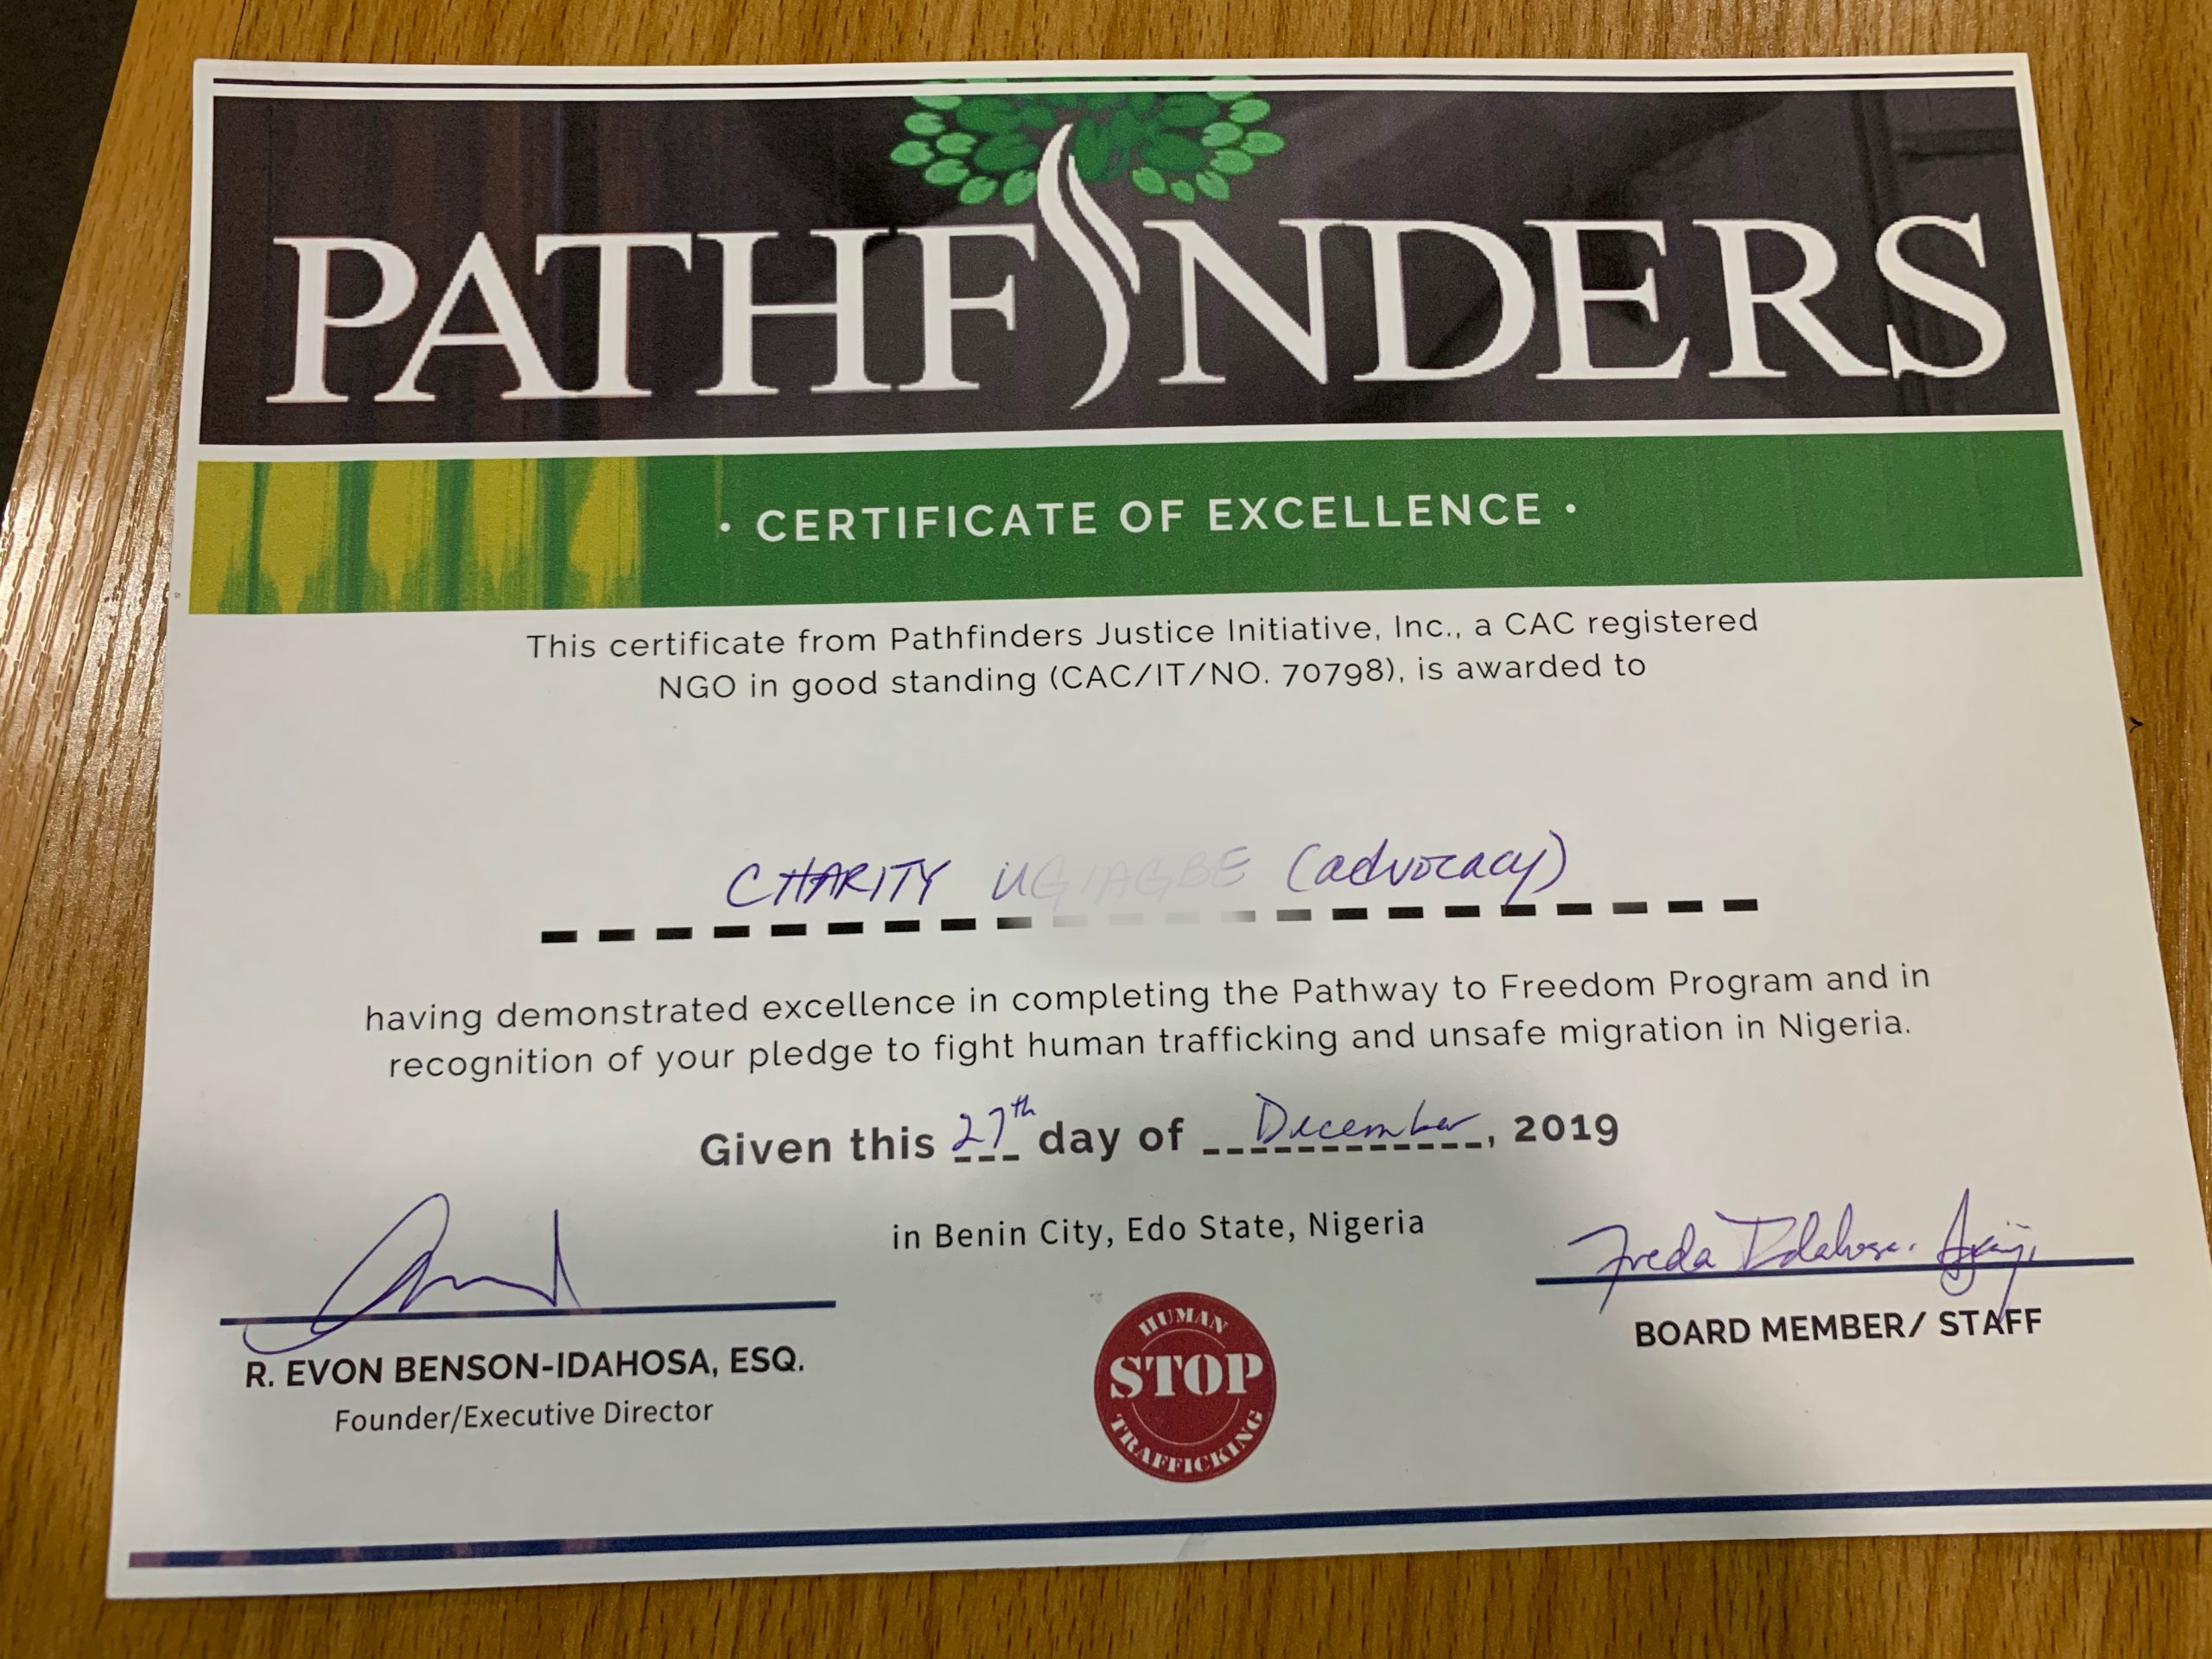 PATHFINDERS
• CERTIFICATE OF EXCELLENCE •
This certificate from Pathfinders Justice Initiative, Inc., a CAC registered
NGO in good standing (CAC/IT/NO. 70798), is awarded to
CHARITY UGIAGBE (advocacy)
having demonstrated excellence in completing the Pathway to Freedom Program and in
recognition of your pledge to fight human trafficking and unsafe migration in Nigeria.
Given this 27th day of December, 2019
in Benin City, Edo State, Nigeria
Freda Idahosa.
R. EVON BENSON-IDAHOSA, ESQ.
Founder/Executive Director
BOARD MEMBER/ STAFF
HUMAN
STOP
TRAFFICKING